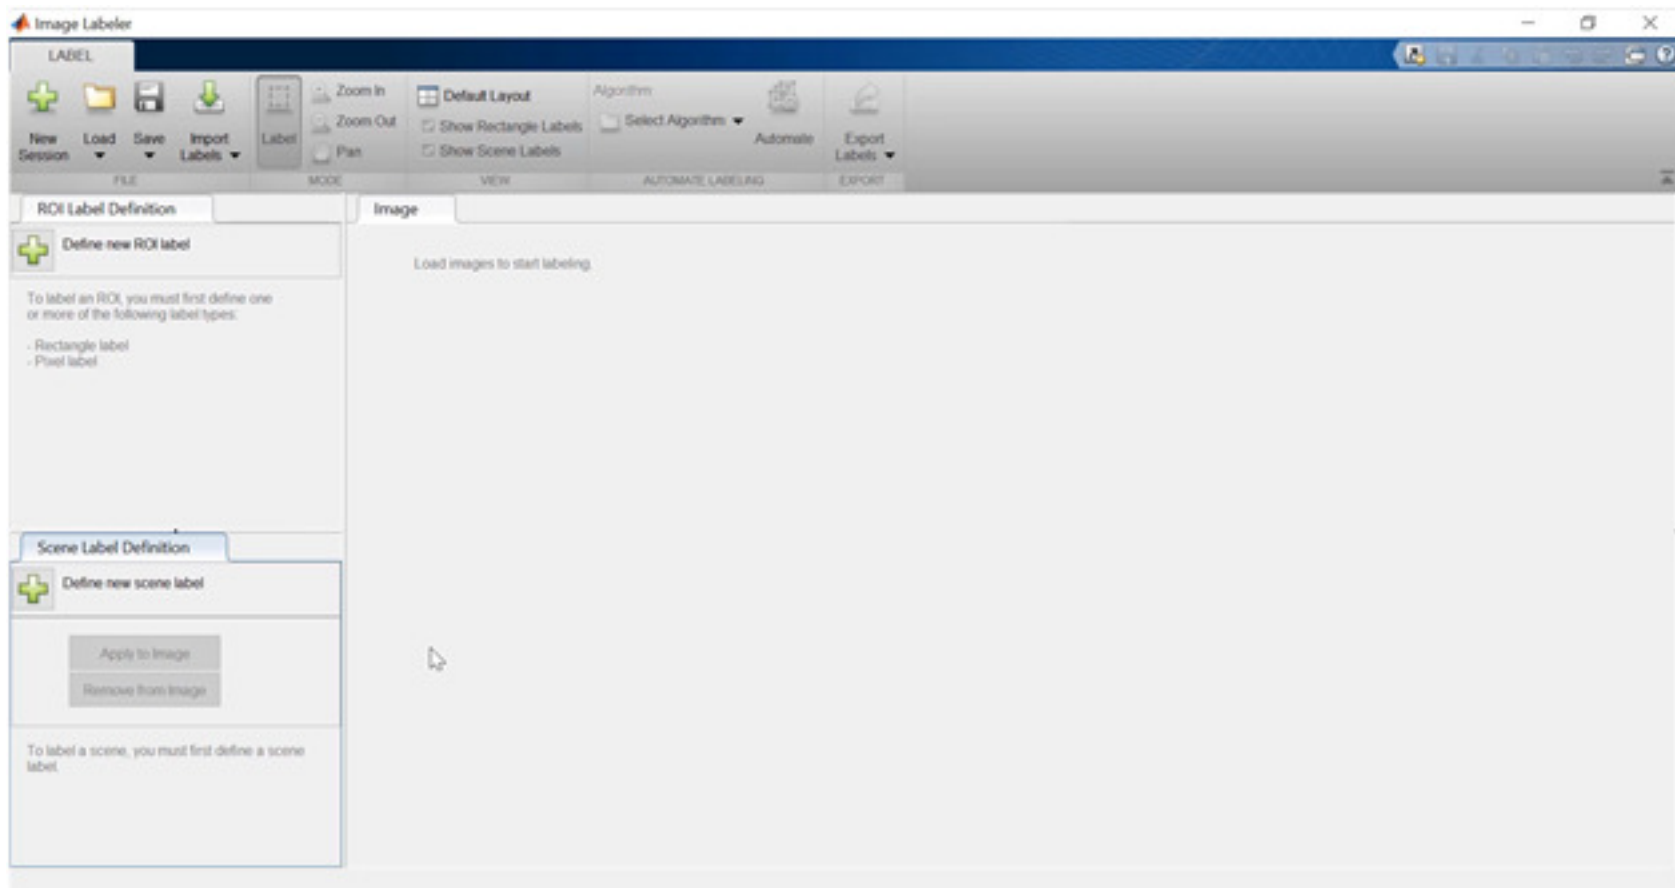 Image Labeler
LABEL
New Session
Load
Save
Import Labels
Label
Zoom In
Zoom Out
Pan
Default Layout
Show Rectangle Labels
Show Scene Labels
Algorithm:
Select Algorithm
Automate
Export Labels
FILE
MODE
VIEW
AUTOMATE LABELING
EXPORT
ROI Label Definition
Define new ROI label
To label an ROI, you must first define one
or more of the following label types:
- Rectangle label
- Pixel label
Scene Label Definition
Define new scene label
Apply to Image
Remove from Image
To label a scene, you must first define a scene
label.
Image
Load images to start labeling.